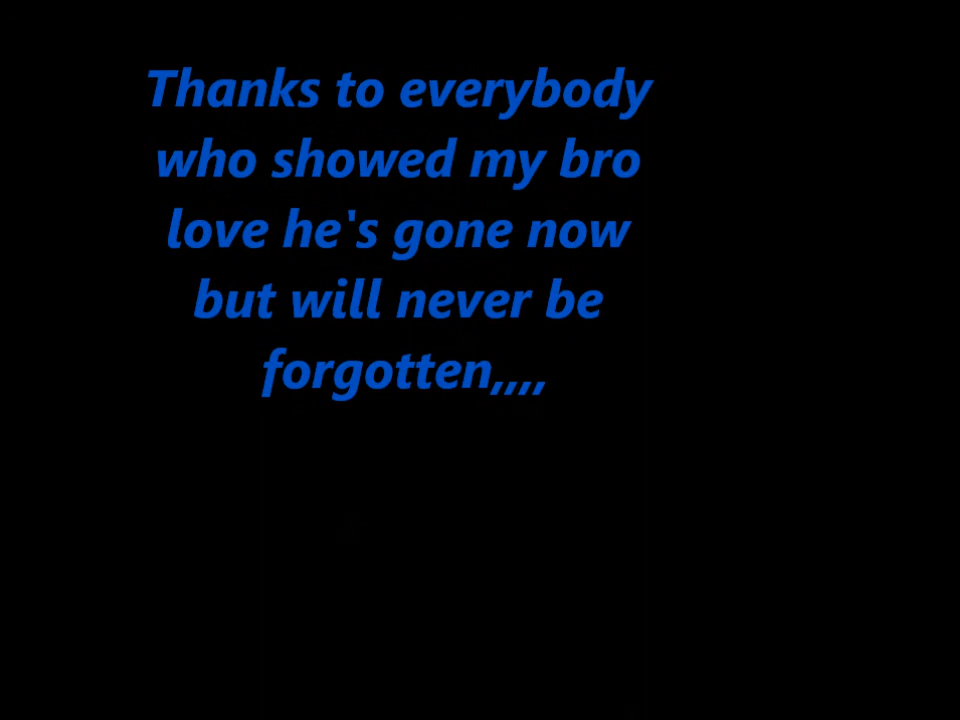 Thanks to everybody
who showed my bro
love he's gone now
but will never be
forgotten,,,,